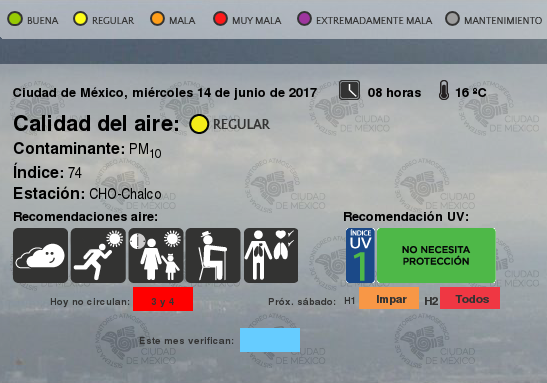 BUENA REGULAR MALA MUY MALA EXTREMADAMENTE MALA MANTENIMIENTO
Ciudad de México, miércoles 14 de junio de 2017 08 horas 16 ºC
Calidad del aire: REGULAR
Contaminante: PM10
Índice: 74
Estación: CHO-Chalco
Recomendaciones aire: Recomendación UV:
ÍNDICE UV 1 NO NECESITA PROTECCIÓN
Hoy no circulan: 3 y 4 Próx. sábado: H1 Impar H2 Todos
Este mes verifican:
CIUDAD DE MÉXICO